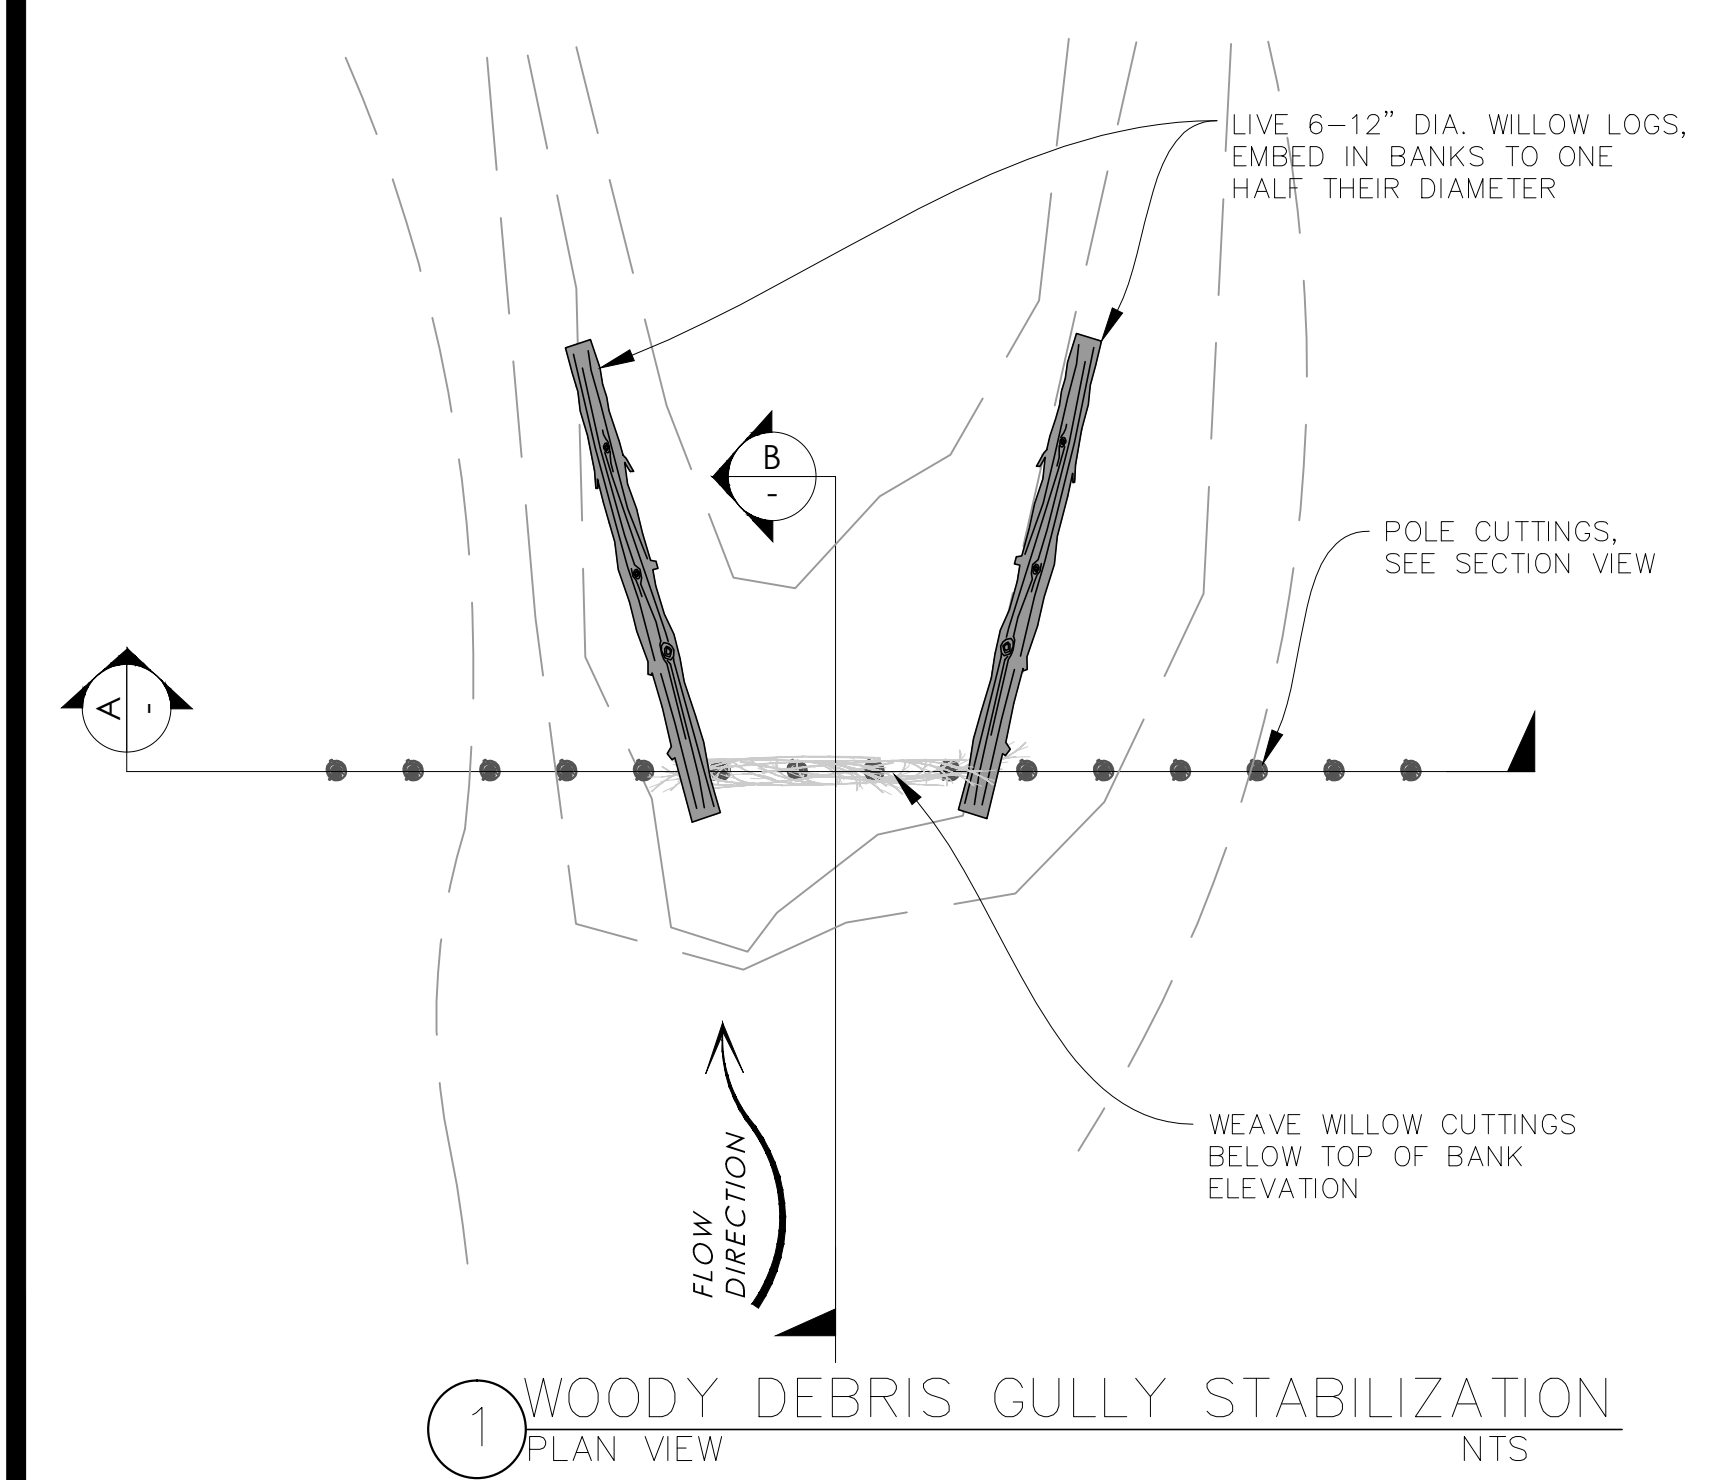 LIVE 6-12” DIA. WILLOW LOGS,
EMBED IN BANKS TO ONE
HALF THEIR DIAMETER
B
-
POLE CUTTINGS,
SEE SECTION VIEW
A
-
WEAVE WILLOW CUTTINGS
BELOW TOP OF BANK
ELEVATION
FLOW
DIRECTION
1
WOODY DEBRIS GULLY STABILIZATION
PLAN VIEW
NTS